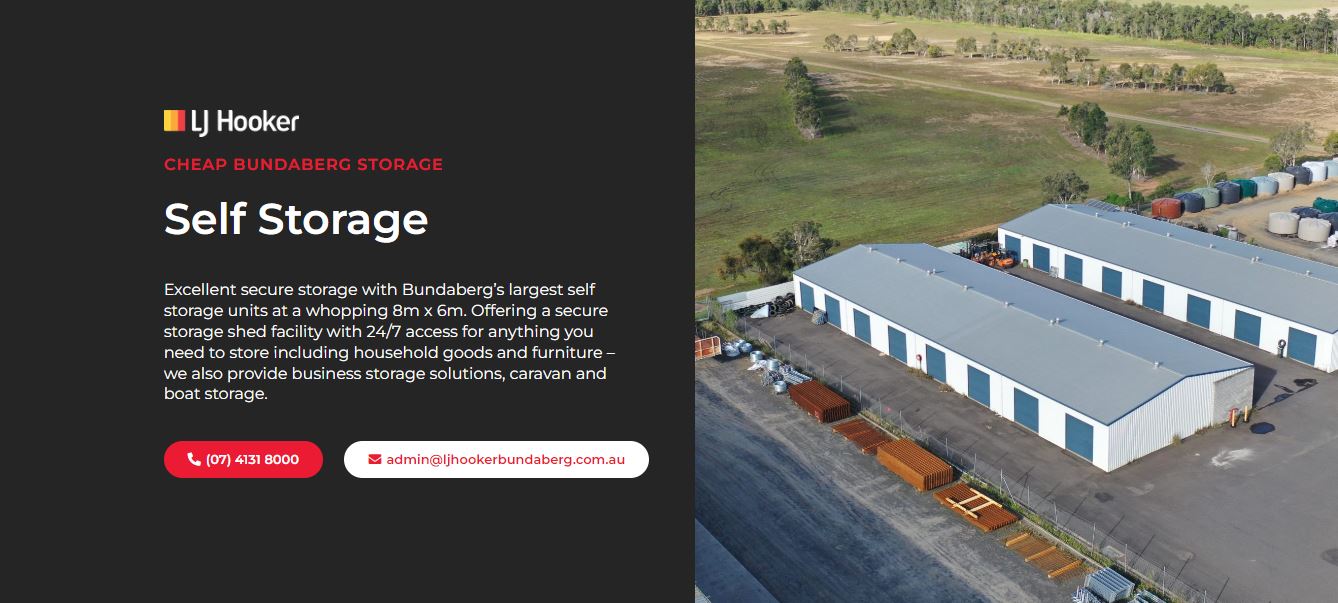 LJ Hooker
CHEAP BUNDABERG STORAGE
Self Storage
Excellent secure storage with Bundaberg’s largest self
storage units at a whopping 8m x 6m. Offering a secure
storage shed facility with 24/7 access for anything you
need to store including household goods and furniture –
we also provide business storage solutions, caravan and
boat storage.
(07) 4131 8000
admin@ljhookerbundaberg.com.au